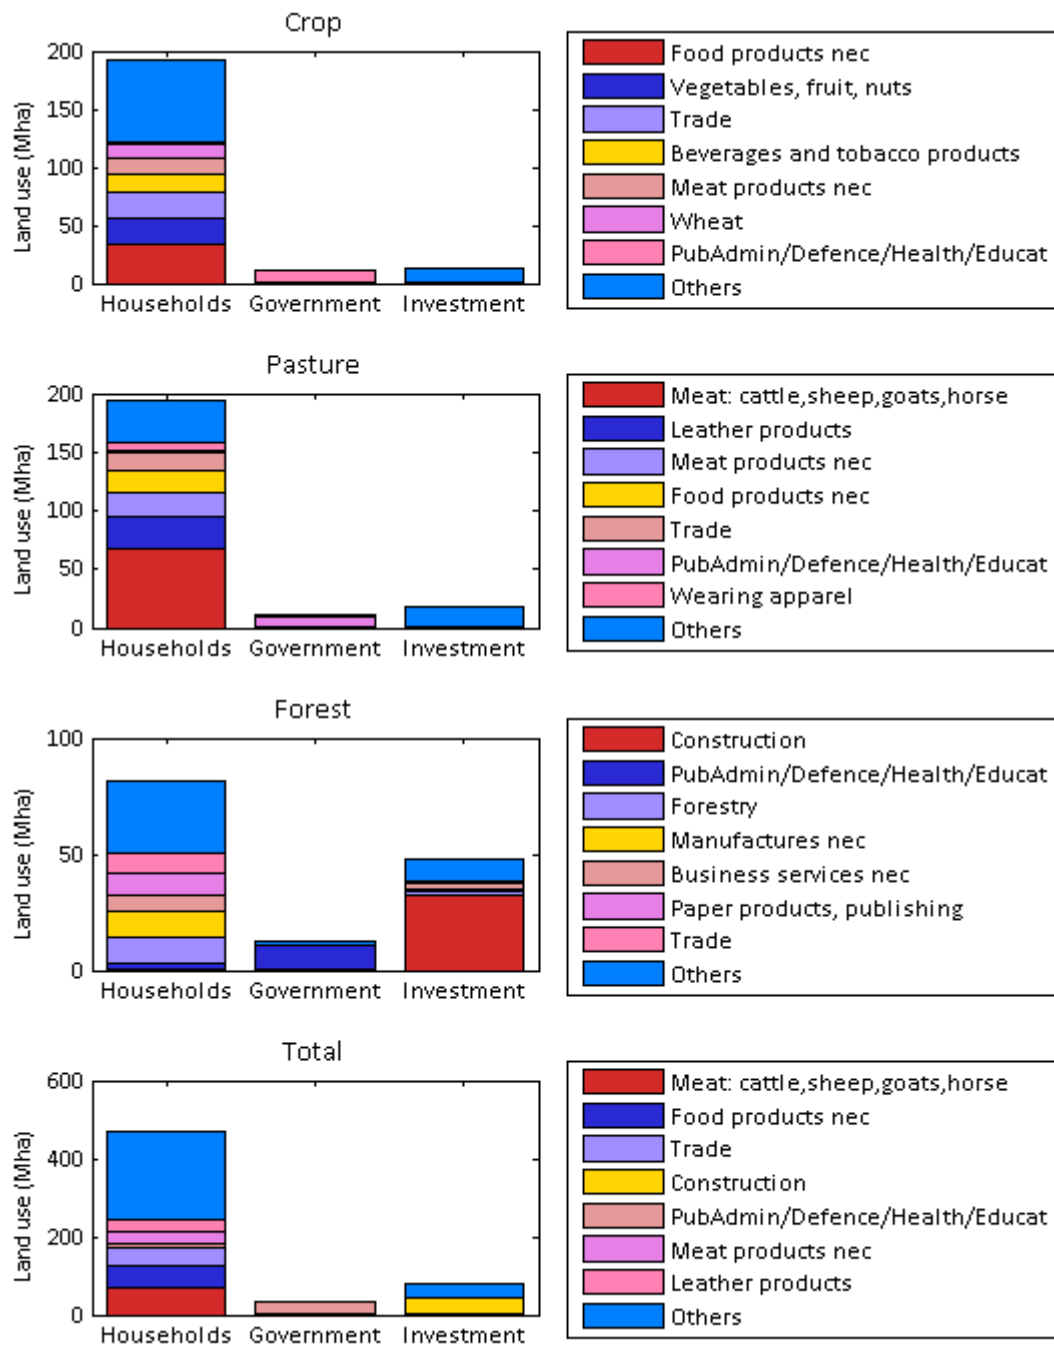 Crop
Land use (Mha)
200
150
100
50
0
Households Government Investment
Food products nec
Vegetables, fruit, nuts
Trade
Beverages and tobacco products
Meat products nec
Wheat
PubAdmin/Defence/Health/Educat
Others
Pasture
Land use (Mha)
200
150
100
50
0
Households Government Investment
Meat: cattle,sheep,goats,horse
Leather products
Meat products nec
Food products nec
Trade
PubAdmin/Defence/Health/Educat
Wearing apparel
Others
Forest
Land use (Mha)
100
50
0
Households Government Investment
Construction
PubAdmin/Defence/Health/Educat
Forestry
Manufactures nec
Business services nec
Paper products, publishing
Trade
Others
Total
Land use (Mha)
600
400
200
0
Households Government Investment
Meat: cattle,sheep,goats,horse
Food products nec
Trade
Construction
PubAdmin/Defence/Health/Educat
Meat products nec
Leather products
Others